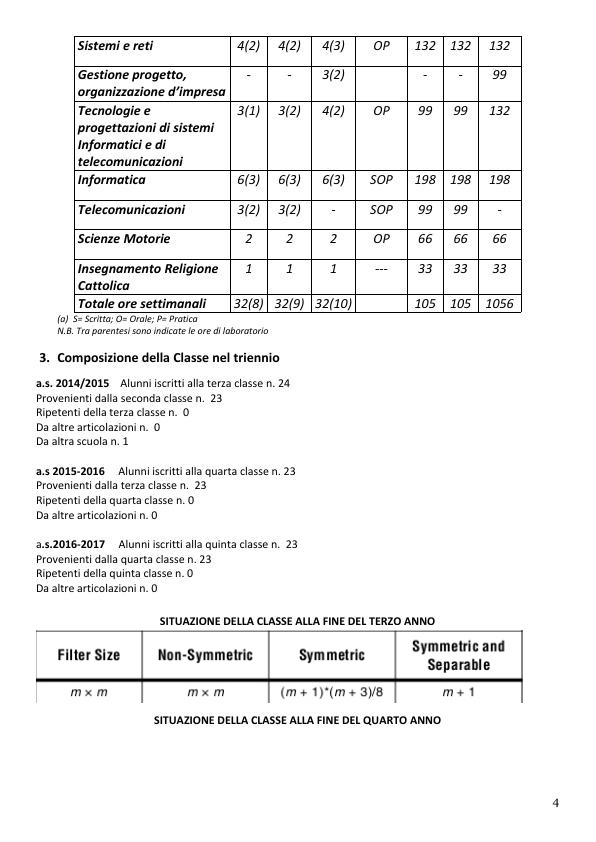 Sistemi e reti 4(2) 4(2) 4(3) OP 132 132 132
Gestione progetto, organizzazione d’impresa - - 3(2) - - 99
Tecnologie e progettazioni di sistemi Informatici e di telecomunicazioni 3(1) 3(2) 4(2) OP 99 99 132
Informatica 6(3) 6(3) 6(3) SOP 198 198 198
Telecomunicazioni 3(2) 3(2) - SOP 99 99 -
Scienze Motorie 2 2 2 OP 66 66 66
Insegnamento Religione Cattolica 1 1 1 --- 33 33 33
Totale ore settimanali 32(8) 32(9) 32(10) 105 105 1056
(a) S= Scritta; O= Orale; P= Pratica
N.B. Tra parentesi sono indicate le ore di laboratorio
3. Composizione della Classe nel triennio
a.s. 2014/2015 Alunni iscritti alla terza classe n. 24
Provenienti dalla seconda classe n. 23
Ripetenti della terza classe n. 0
Da altre articolazioni n. 0
Da altra scuola n. 1
a.s 2015-2016 Alunni iscritti alla quarta classe n. 23
Provenienti dalla terza classe n. 23
Ripetenti della quarta classe n. 0
Da altre articolazioni n. 0
a.s.2016-2017 Alunni iscritti alla quinta classe n. 23
Provenienti dalla quarta classe n. 23
Ripetenti della quinta classe n. 0
Da altre articolazioni n. 0
SITUAZIONE DELLA CLASSE ALLA FINE DEL TERZO ANNO
Filter Size Non-Symmetric Symmetric Symmetric and Separable
m × m m × m (m + 1)*(m + 3)/8 m + 1
SITUAZIONE DELLA CLASSE ALLA FINE DEL QUARTO ANNO
4